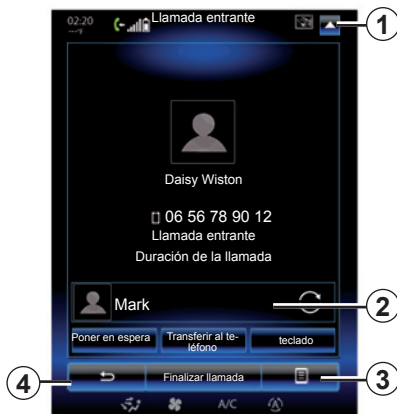 02:20
Llamada entrante
1
Daisy Wiston
06 56 78 90 12
Llamada entrante
Duración de la llamada
Mark
2
Poner en espera
Transferir al te-
léfono
teclado
4
Finalizar llamada
3
A/C